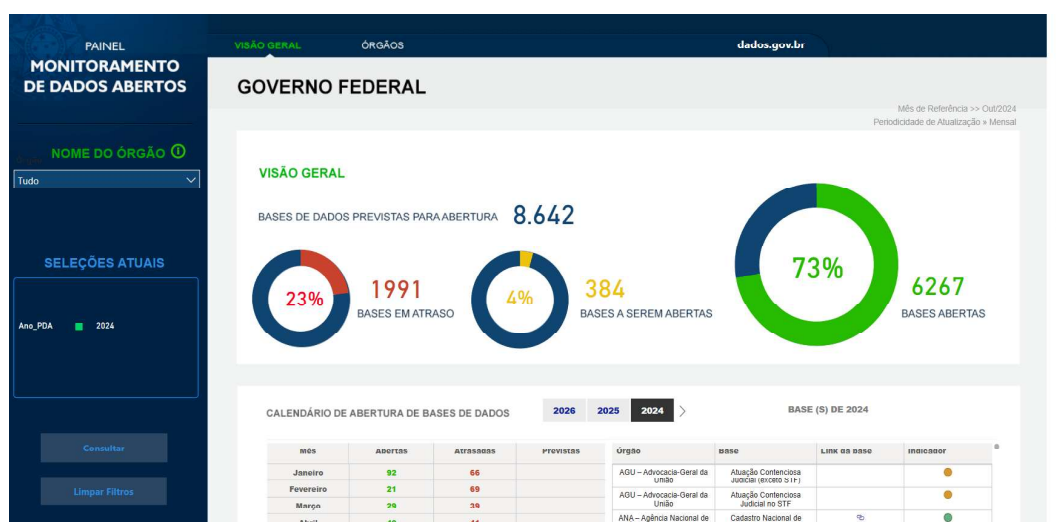 PAINEL
MONITORAMENTO
DE DADOS ABERTOS
VISÃO GERAL
ÓRGÃOS
dados.gov.br
GOVERNO FEDERAL
Mês de Referência >> Out/2024
Periodicidade de Atualização » Mensal
NOME DO ÓRGÃO
Tudo
SELEÇÕES ATUAIS
Ano_PDA 2024
Consultar
Limpar Filtros
VISÃO GERAL
BASES DE DADOS PREVISTAS PARA ABERTURA 8.642
23%
1991
BASES EM ATRASO
4%
384
BASES A SEREM ABERTAS
73%
6267
BASES ABERTAS
CALENDÁRIO DE ABERTURA DE BASES DE DADOS
2026 2025 2024
BASE (S) DE 2024
Mês Abertas Atrasadas Previstas
Janeiro 92 66
Fevereiro 21 69
Março 29 39
Abril
Órgão Base Link da Base Indicador
AGU – Advocacia-Geral da União
Atuação Contenciosa Judicial (exceto STF)
AGU – Advocacia-Geral da União
Atuação Contenciosa Judicial no STF
ANA – Agência Nacional de
Cadastro Nacional de